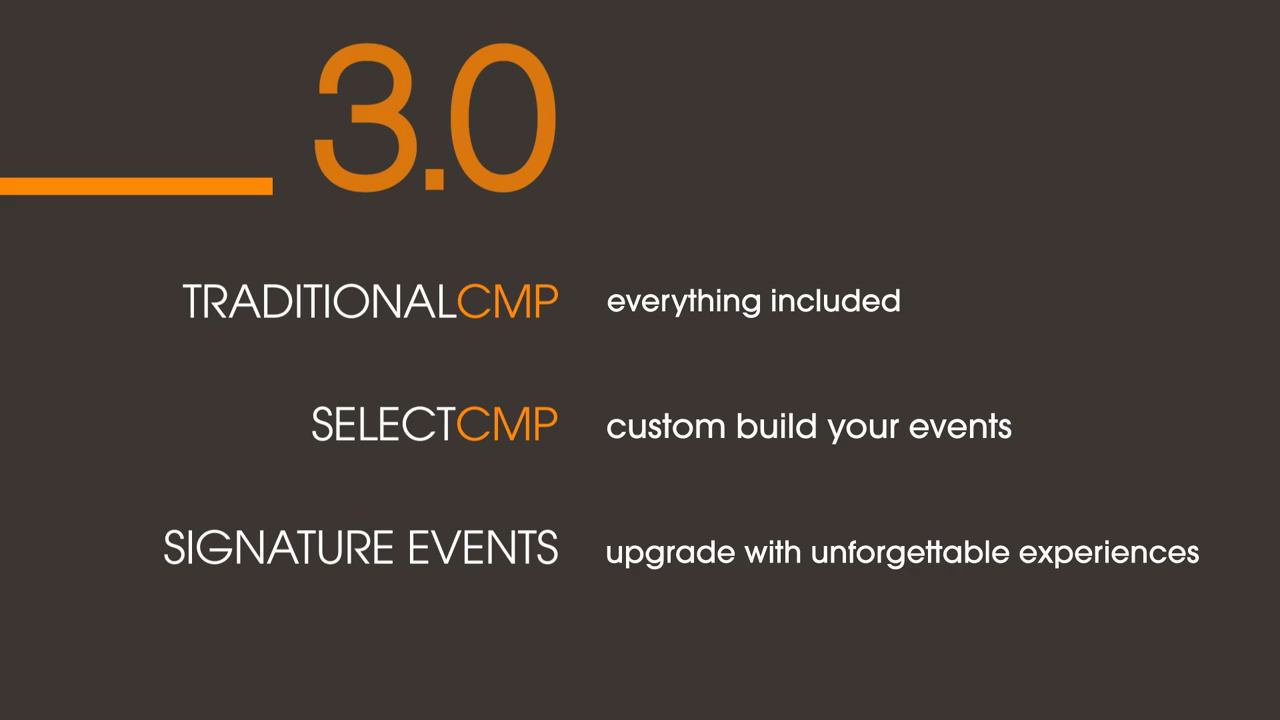 3.0
TRADITIONALCMP everything included
SELECTCMP custom build your events
SIGNATURE EVENTS upgrade with unforgettable experiences